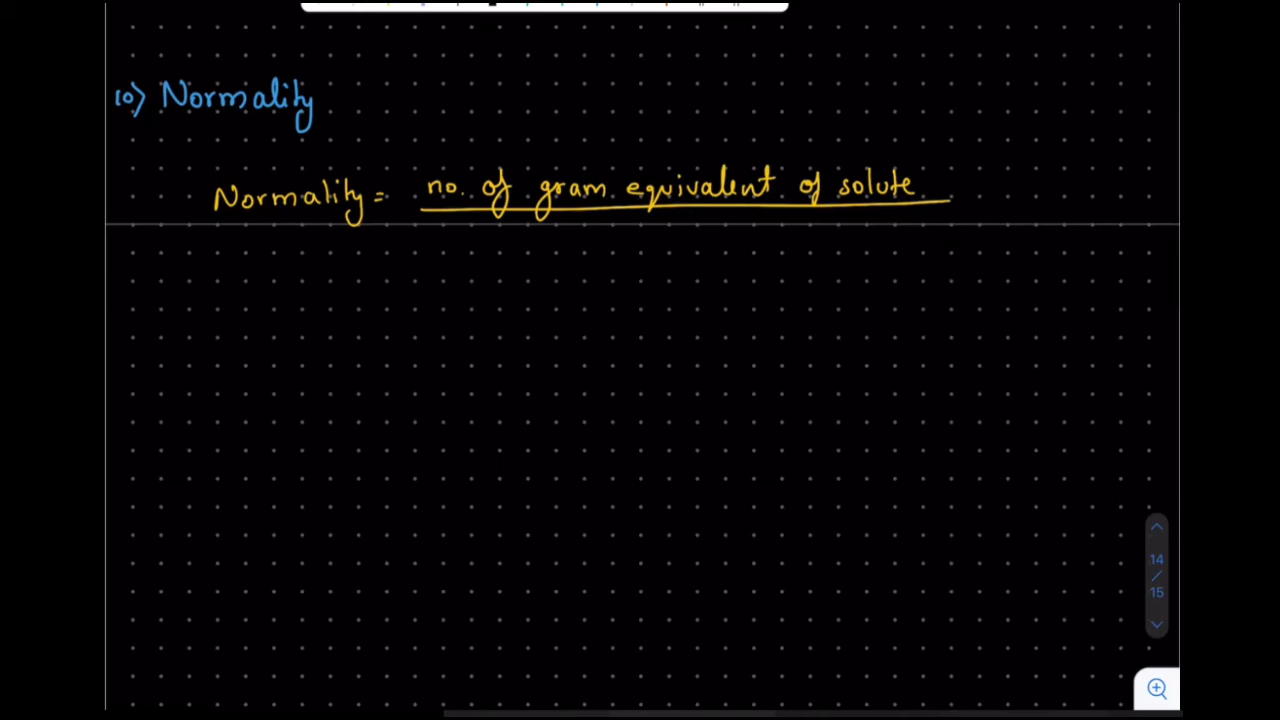 10) Normality
Normality = no. of gram equivalent of solute
14
/
15